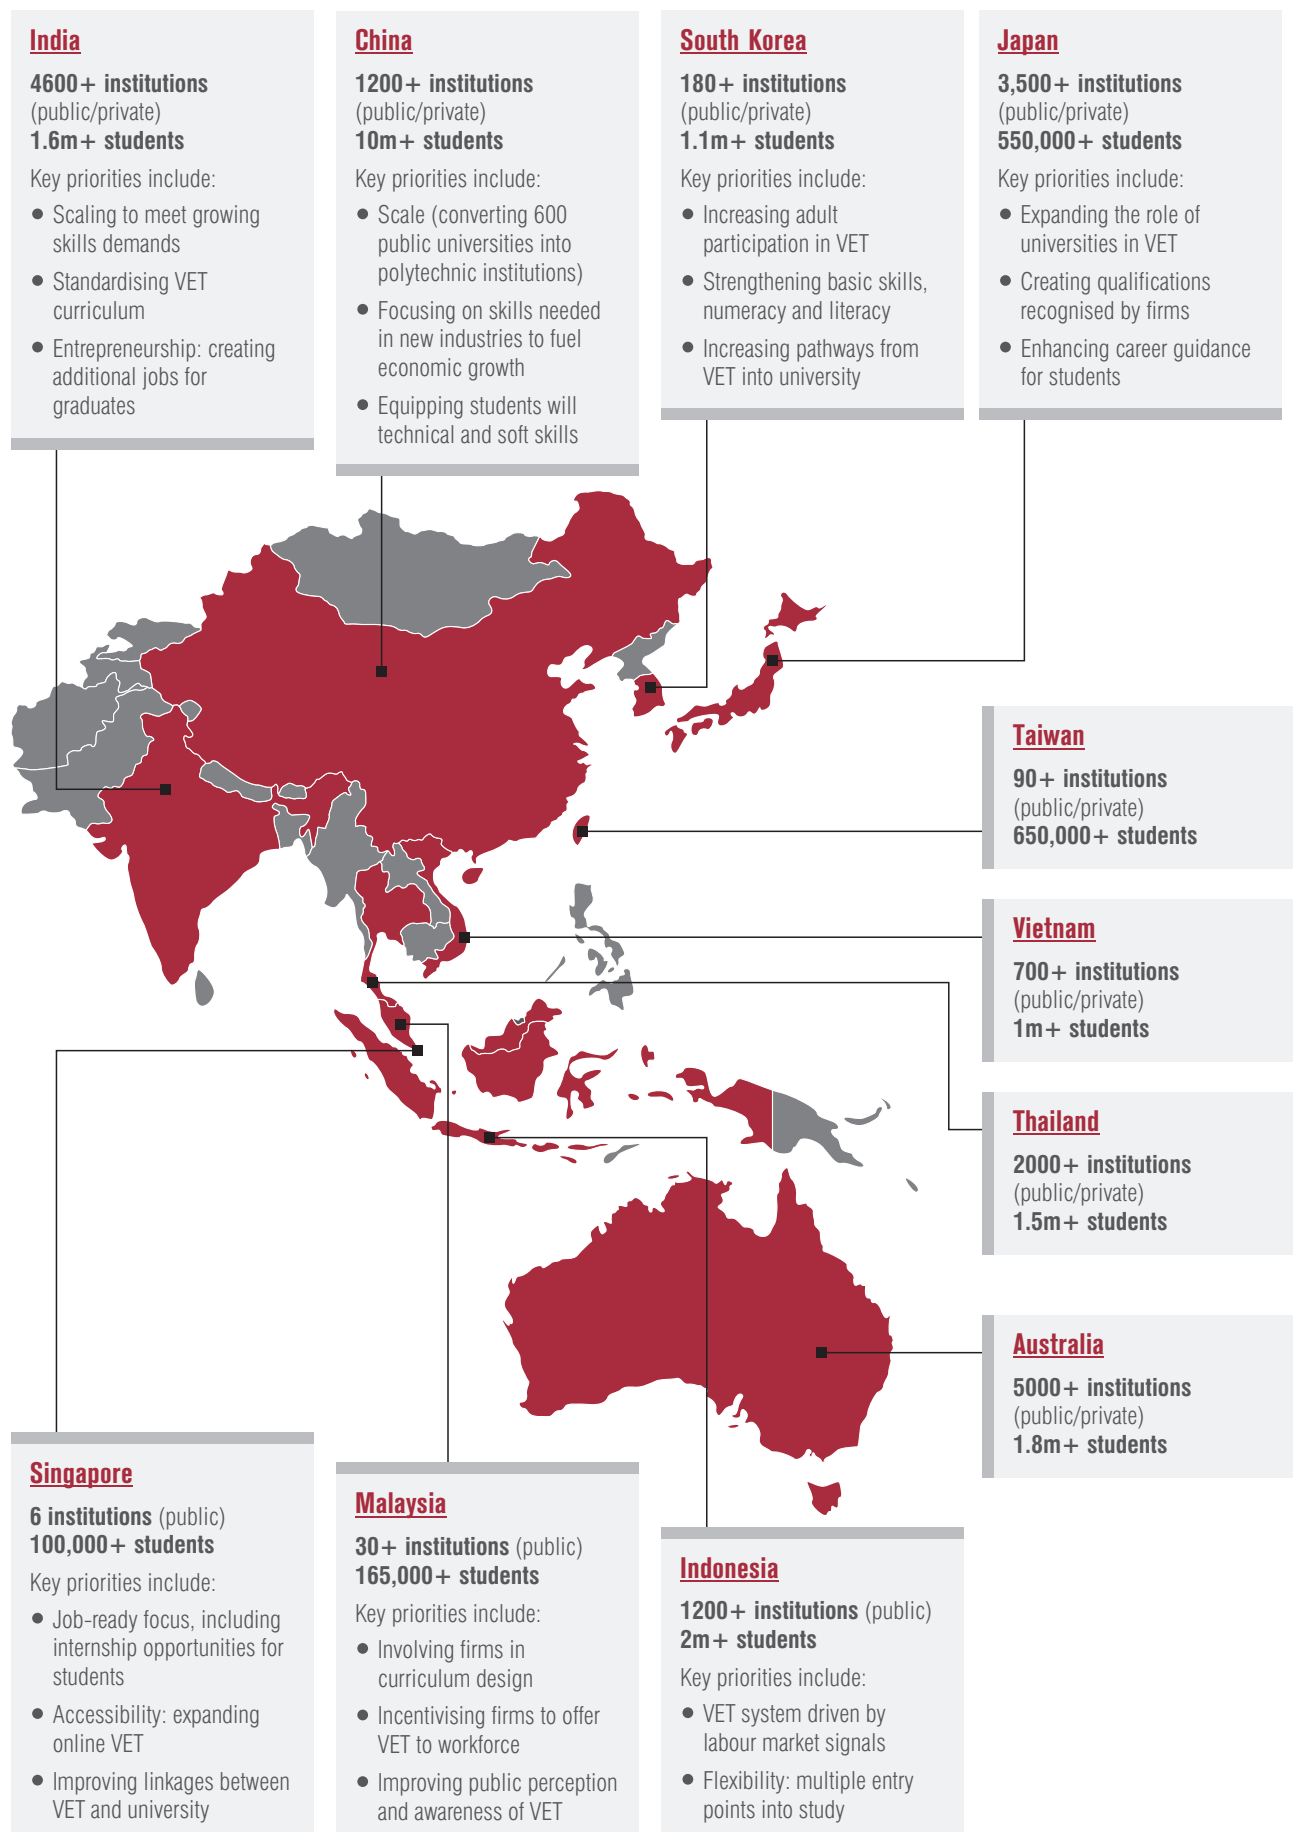 India
4600+ institutions
(public/private)
1.6m+ students
Key priorities include:
• Scaling to meet growing
skills demands
• Standardising VET
curriculum
• Entrepreneurship: creating
additional jobs for
graduates
China
1200+ institutions
(public/private)
10m+ students
Key priorities include:
• Scale (converting 600
public universities into
polytechnic institutions)
• Focusing on skills needed
in new industries to fuel
economic growth
• Equipping students will
technical and soft skills
South Korea
180+ institutions
(public/private)
1.1m+ students
Key priorities include:
• Increasing adult
participation in VET
• Strengthening basic skills,
numeracy and literacy
• Increasing pathways from
VET into university
Japan
3,500+ institutions
(public/private)
550,000+ students
Key priorities include:
• Expanding the role of
universities in VET
• Creating qualifications
recognised by firms
• Enhancing career guidance
for students
Taiwan
90+ institutions
(public/private)
650,000+ students
Vietnam
700+ institutions
(public/private)
1m+ students
Thailand
2000+ institutions
(public/private)
1.5m+ students
Australia
5000+ institutions
(public/private)
1.8m+ students
Singapore
6 institutions (public)
100,000+ students
Key priorities include:
• Job-ready focus, including
internship opportunities for
students
• Accessibility: expanding
online VET
• Improving linkages between
VET and university
Malaysia
30+ institutions (public)
165,000+ students
Key priorities include:
• Involving firms in
curriculum design
• Incentivising firms to offer
VET to workforce
• Improving public perception
and awareness of VET
Indonesia
1200+ institutions (public)
2m+ students
Key priorities include:
• VET system driven by
labour market signals
• Flexibility: multiple entry
points into study